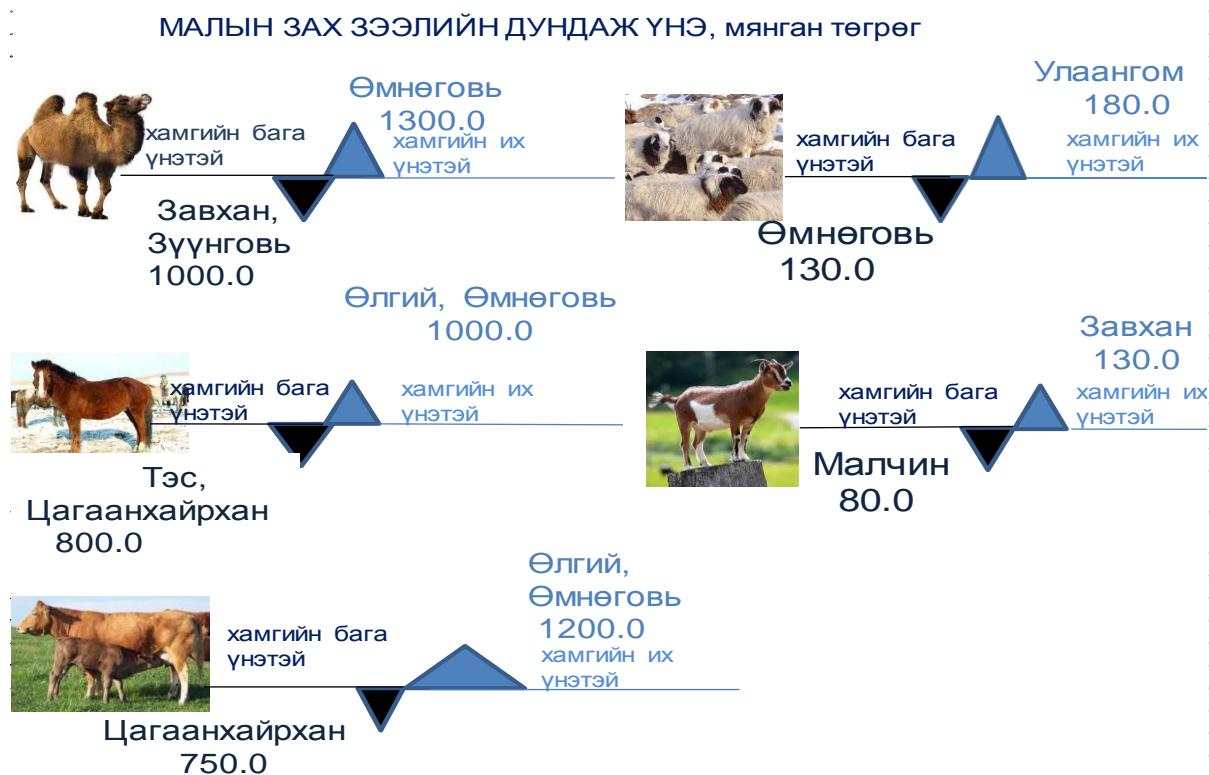 МАЛЫН ЗАХ ЗЭЭЛИЙН ДУНДАЖ ҮНЭ, мянган төгрөг
Өмнөговь
1300.0
хамгийн бага
үнэтэй
хамгийн их
үнэтэй
Завхан,
Зүүнговь
1000.0
Улаангом
180.0
хамгийн бага
үнэтэй
хамгийн их
үнэтэй
Өмнөговь
130.0
Өлгий, Өмнөговь
1000.0
хамгийн бага
үнэтэй
хамгийн их
үнэтэй
Тэс,
Цагаанхайрхан
800.0
Завхан
130.0
хамгийн бага
үнэтэй
хамгийн их
үнэтэй
Малчин
80.0
Өлгий,
Өмнөговь
1200.0
хамгийн бага
үнэтэй
хамгийн их
үнэтэй
Цагаанхайрхан
750.0